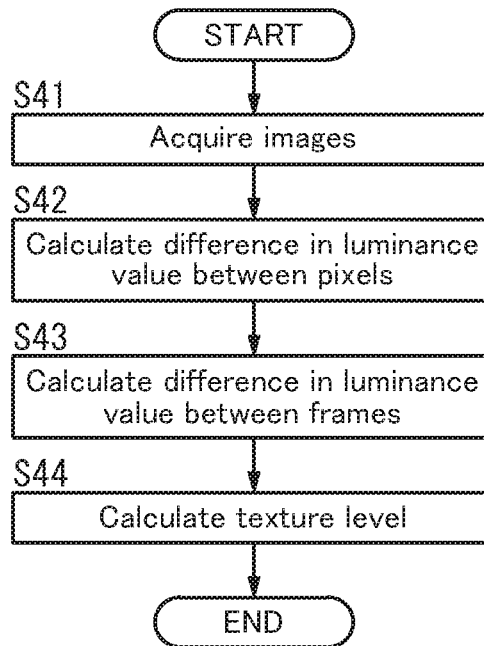 START
S41
Acquire images
S42
Calculate difference in luminance
value between pixels
S43
Calculate difference in luminance
value between frames
S44
Calculate texture level
END